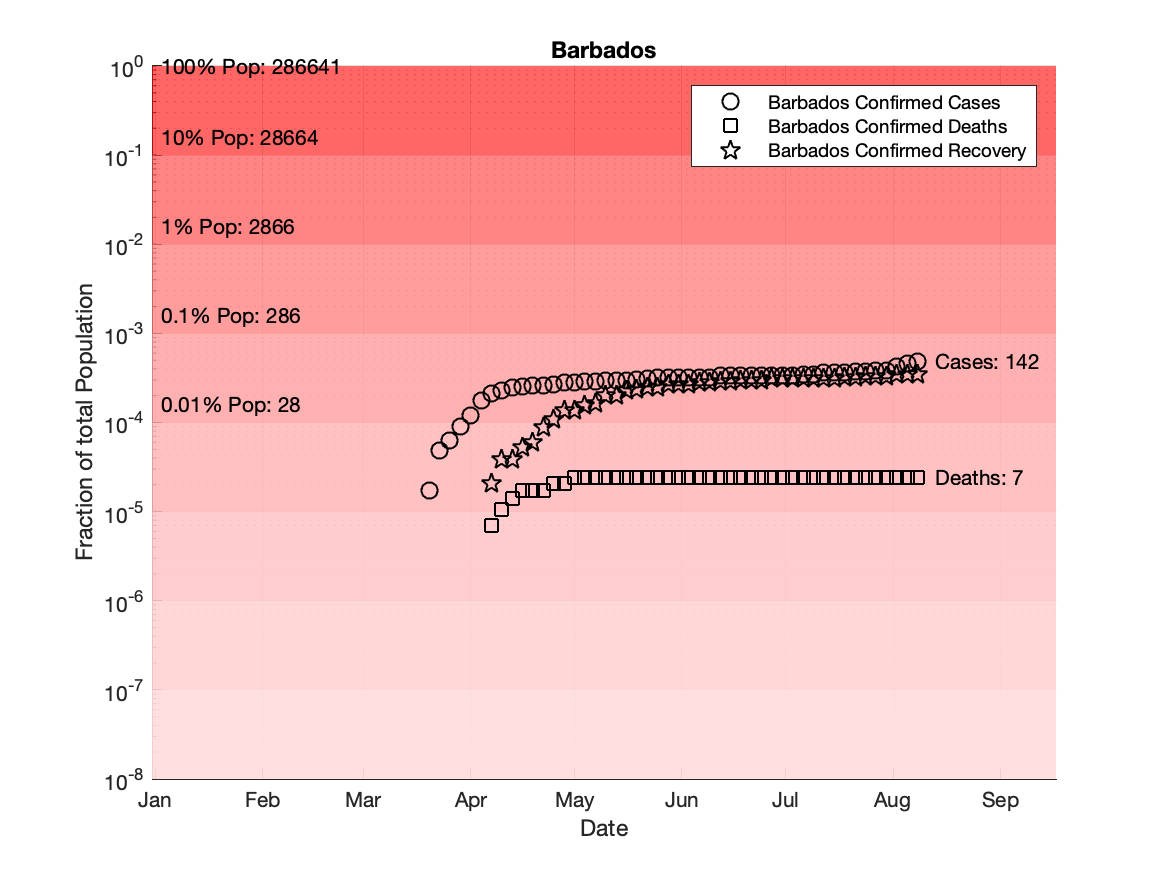 Barbados
10^0
10^-1
10^-2
10^-3
10^-4
10^-5
10^-6
10^-7
10^-8
Fraction of total Population
100% Pop: 286641
10% Pop: 28664
1% Pop: 2866
0.1% Pop: 286
0.01% Pop: 28
Barbados Confirmed Cases
Barbados Confirmed Deaths
Barbados Confirmed Recovery
Cases: 142
Deaths: 7
Jan Feb Mar Apr May Jun Jul Aug Sep
Date